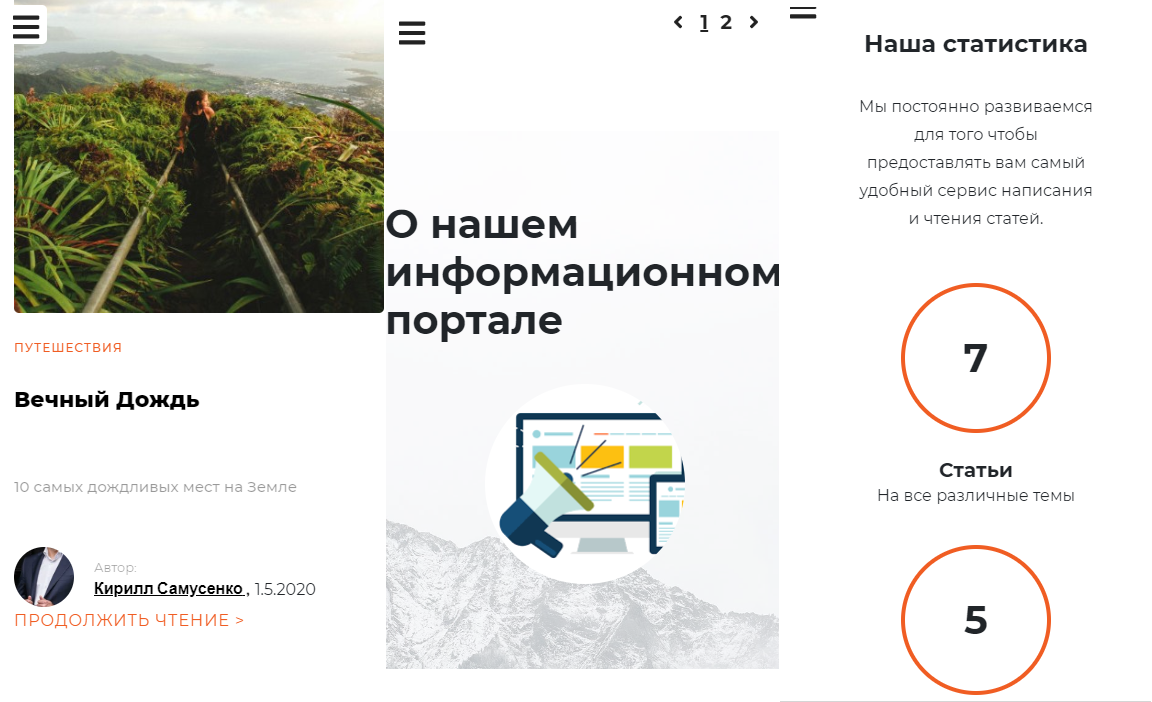 ПУТЕШЕСТВИЯ
Вечный Дождь
10 самых дождливых мест на Земле
Автор:
Кирилл Самусенко , 1.5.2020
ПРОДОЛЖИТЬ ЧТЕНИЕ >
< 1 2 >
О нашем
информационном
портале
Наша статистика
Мы постоянно развиваемся
для того чтобы
предоставлять вам самый
удобный сервис написания
и чтения статей.
7
Статьи
На все различные темы
5